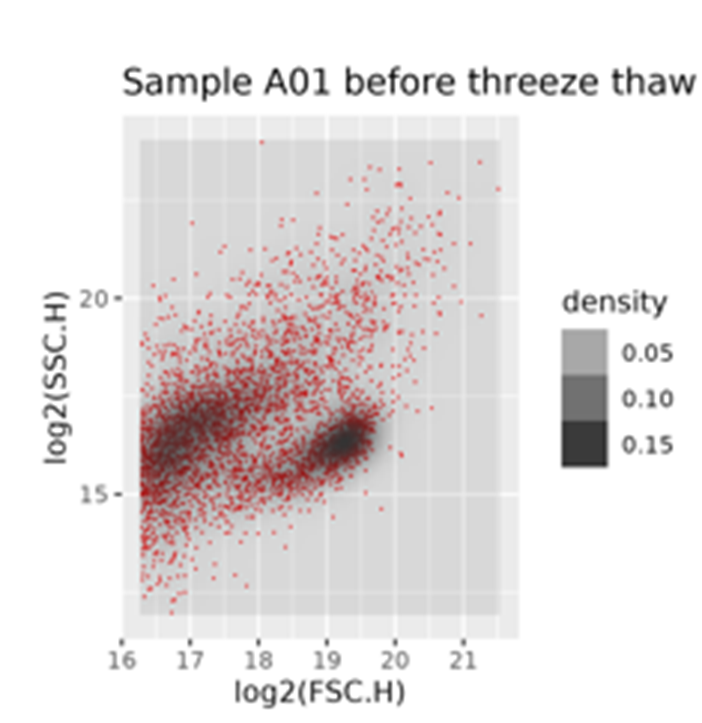 Sample A01 before threeze thaw
20
15
log2(SSC.H)
16 17 18 19 20 21
log2(FSC.H)
density
0.05
0.10
0.15